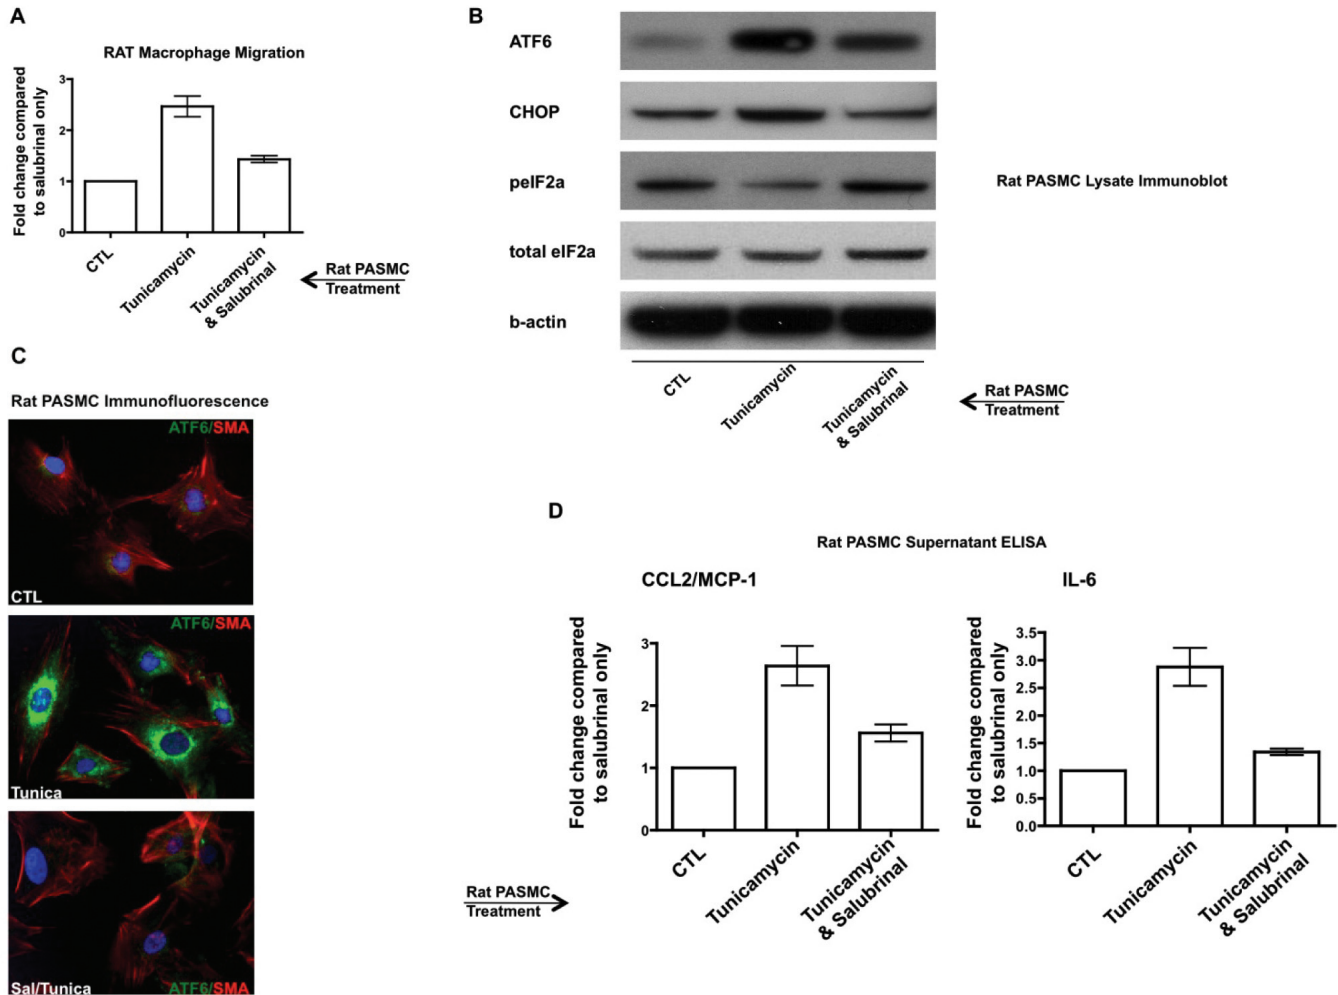 A
RAT Macrophage Migration
Fold change compared
to salubrinal only
3
2
1
0
CTL
Tunicamycin
Tunicamycin
& Salubrinal
Rat PASMC
Treatment
B
ATF6
CHOP
peIF2a
total eIF2a
b-actin
Rat PASMC Lysate Immunoblot
CTL
Tunicamycin
Tunicamycin
& Salubrinal
Rat PASMC
Treatment
C
Rat PASMC Immunofluorescence
ATF6/SMA
CTL
ATF6/SMA
Tunica
Sal/Tunica
ATF6/SMA
D
Rat PASMC Supernatant ELISA
CCL2/MCP-1
Fold change compared
to salubrinal only
3
2
1
0
CTL
Tunicamycin
Tunicamycin
& Salubrinal
IL-6
Fold change compared
to salubrinal only
3.5
3.0
2.5
2.0
1.5
1.0
0.5
0.0
CTL
Tunicamycin
Tunicamycin
& Salubrinal
Rat PASMC
Treatment